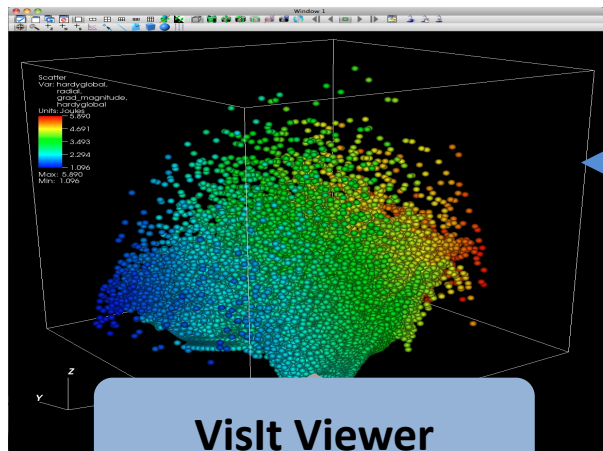 Window 1
Scatter
Var: hardyglobal,
radial,
grad_magnitude,
hardyglobal
Units: Joules
5.890
4.691
3.493
2.294
1.096
Max: 5.890
Min: 1.096
Z
Y
VisIt Viewer